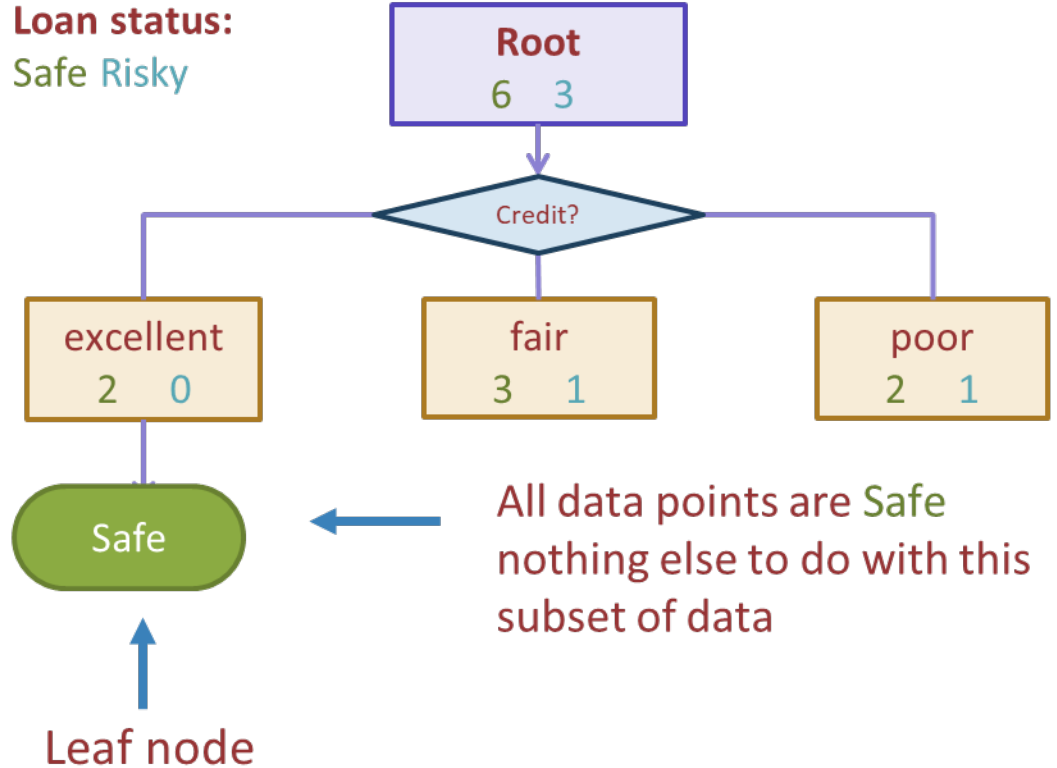 Loan status:
Safe Risky
Root
6 3
Credit?
excellent
2 0
fair
3 1
poor
2 1
Safe
All data points are Safe
nothing else to do with this
subset of data
Leaf node